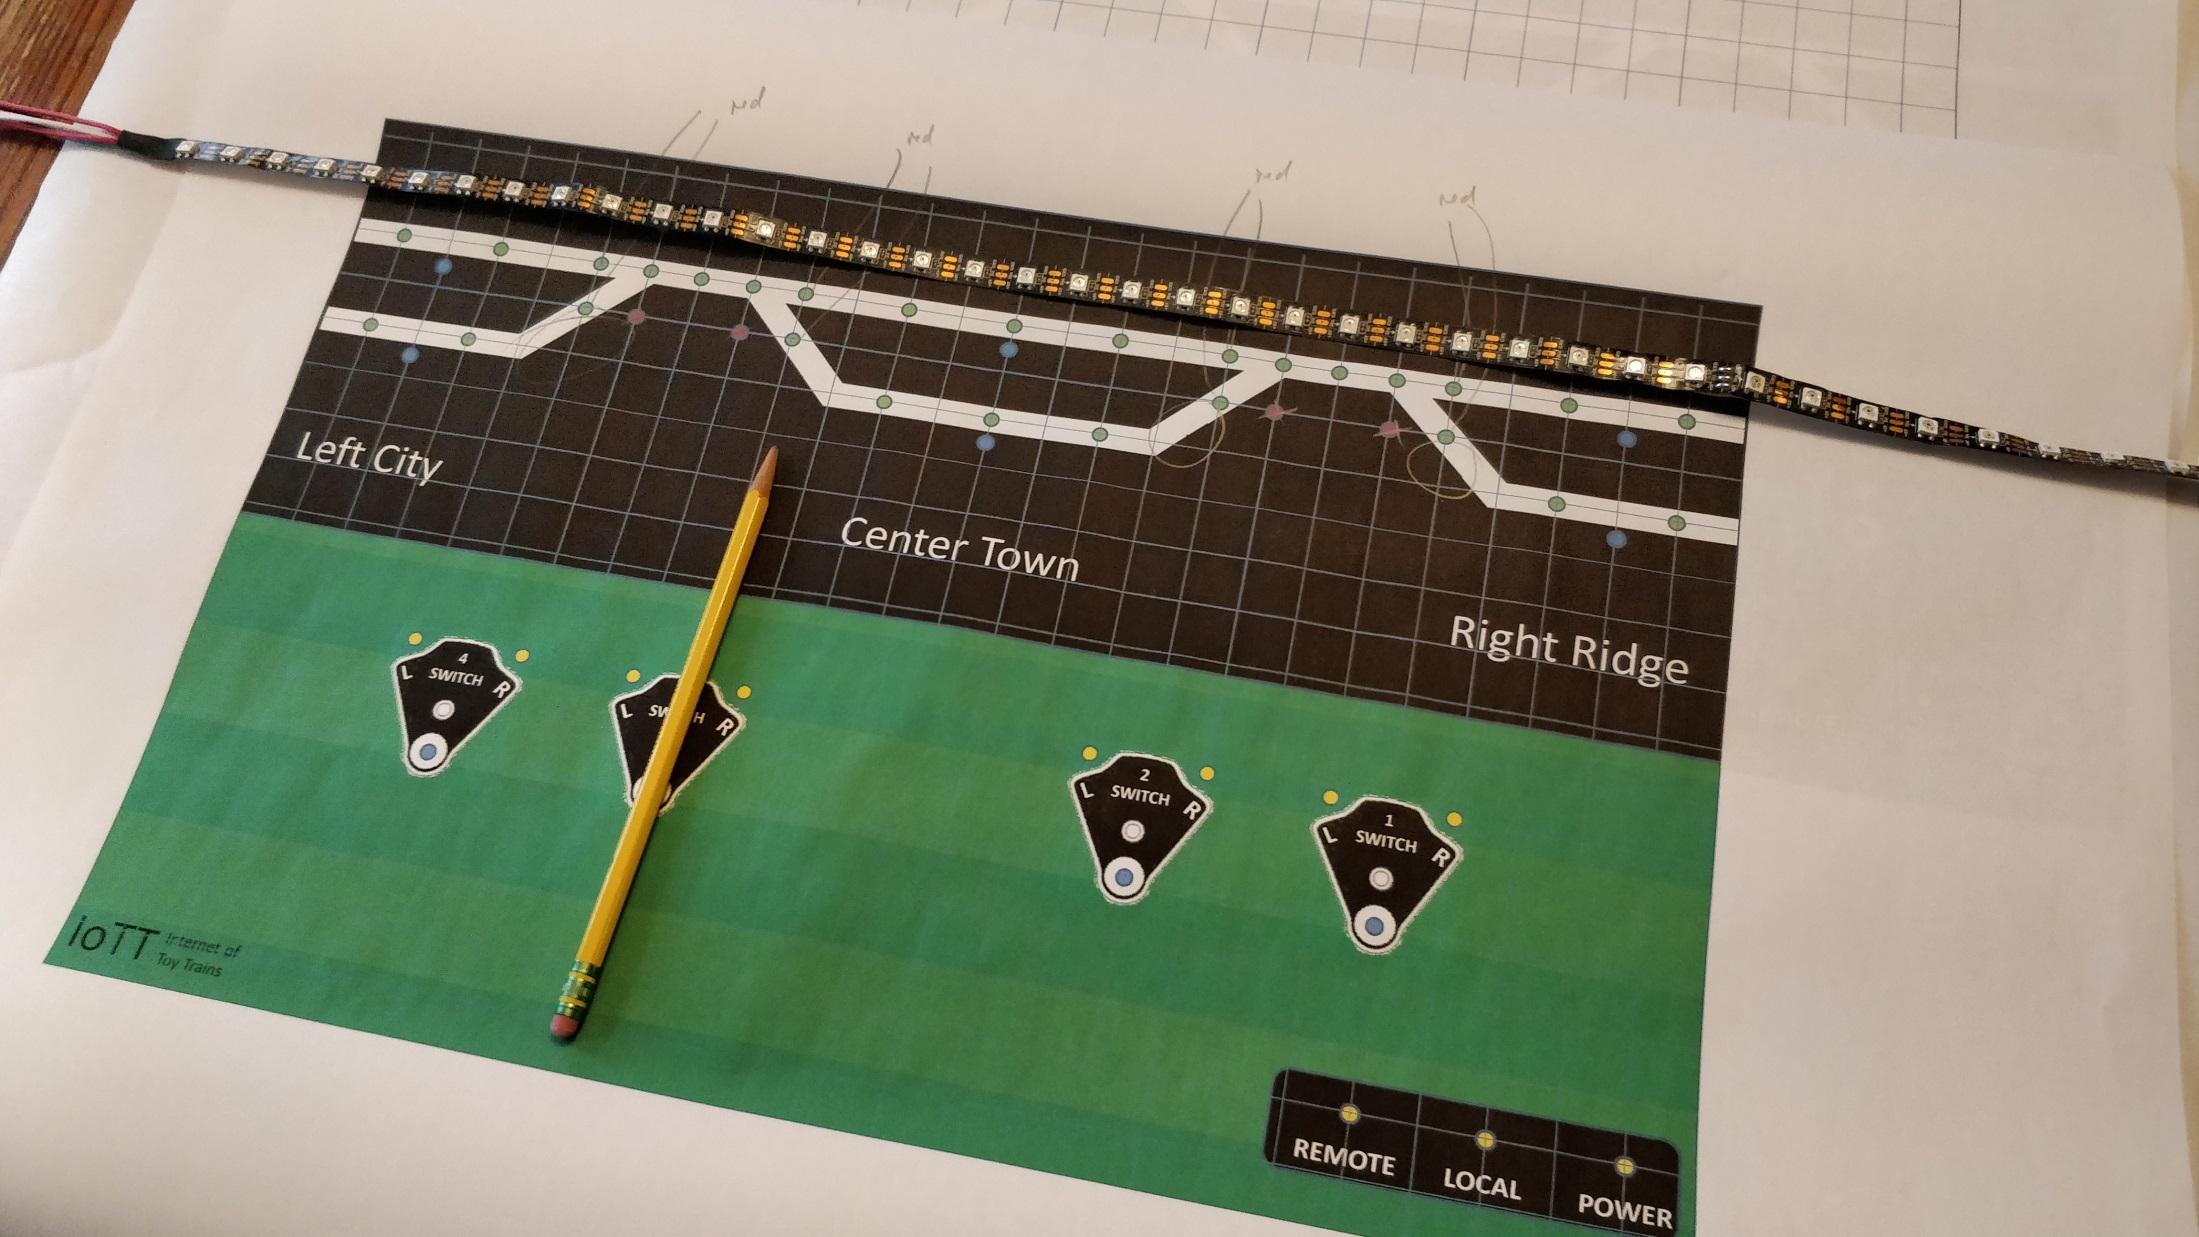 red
red
red
red
Left City
Center Town
Right Ridge
4
SWITCH
L R
L R
2
SWITCH
L R
1
SWITCH
L R
ioTT Internet of
Toy Trains
REMOTE
LOCAL
POWER